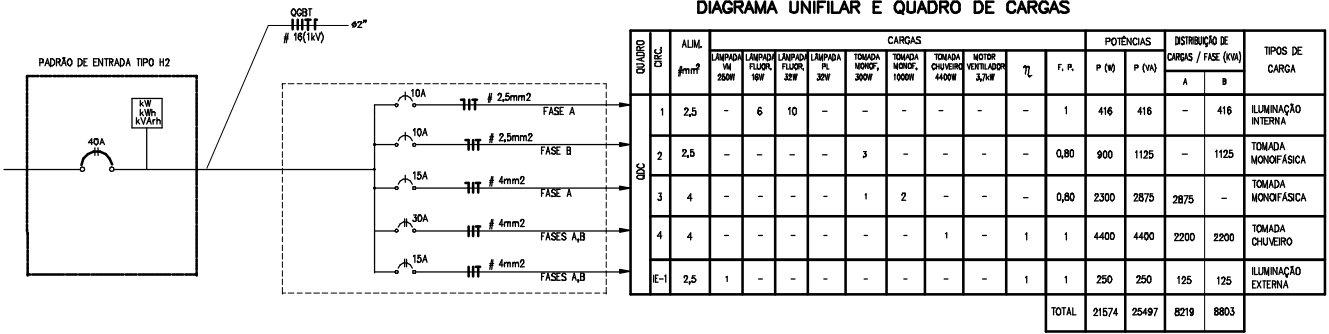 DIAGRAMA UNIFILAR E QUADRO DE CARGAS
QGBT
ø2"
# 16(1kV)
PADRÃO DE ENTRADA TIPO H2
kW
kWh
kVArh
40A
10A
# 2,5mm2
FASE A
10A
# 2,5mm2
FASE B
15A
# 4mm2
FASE A
30A
# 4mm2
FASES A,B
15A
# 4mm2
FASES A,B
QUADRO CIRC. ALIM. #mm² CARGAS POTÊNCIAS DISTRIBUIÇÃO DE CARGAS / FASE (KVA) TIPOS DE CARGA
LÂMPADA VM 250W LÂMPADA FLUOR. 16W LÂMPADA FLUOR. 32W LÂMPADA PL 32W TOMADA MONOF. 300W TOMADA MONOF. 1000W TOMADA CHUVEIRO 4400W MOTOR VENTILADOR 3,7kW η F. P. P (W) P (VA) A B
QDC
1 2,5 - 6 10 - - - - - - 1 416 416 - 416 ILUMINAÇÃO INTERNA
2 2,5 - - - - 3 - - - - 0,80 900 1125 - 1125 TOMADA MONOIFÁSICA
3 4 - - - - 1 2 - - - 0,80 2300 2875 2875 - TOMADA MONOIFÁSICA
4 4 - - - - - - 1 - 1 1 4400 4400 2200 2200 TOMADA CHUVEIRO
IE-1 2,5 1 - - - - - - - 1 1 250 250 125 125 ILUMINAÇÃO EXTERNA
TOTAL 21574 25497 8219 8803